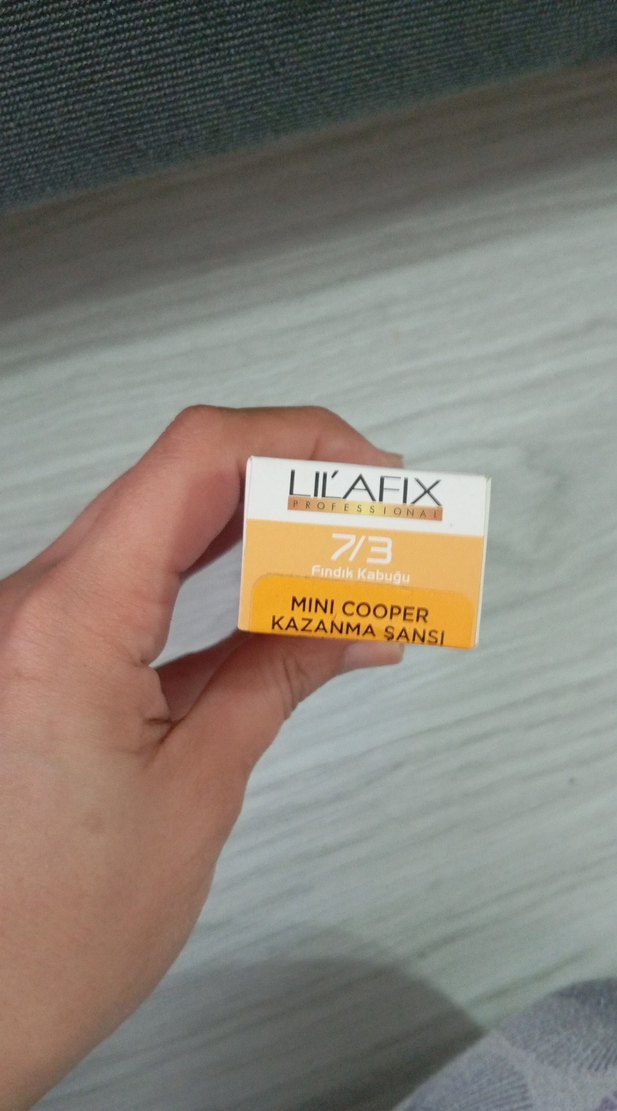 LIL'AFIX
PROFESSIONAL
7/3
Fındık Kabuğu
MINI COOPER
KAZANMA ŞANSI